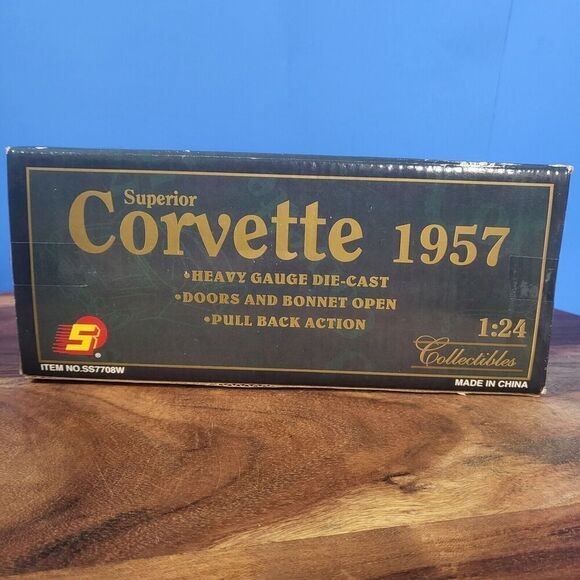 Superior
Corvette 1957
•HEAVY GAUGE DIE-CAST
•DOORS AND BONNET OPEN
•PULL BACK ACTION
1:24
Collectibles
S
®
ITEM NO.SS7708W
MADE IN CHINA